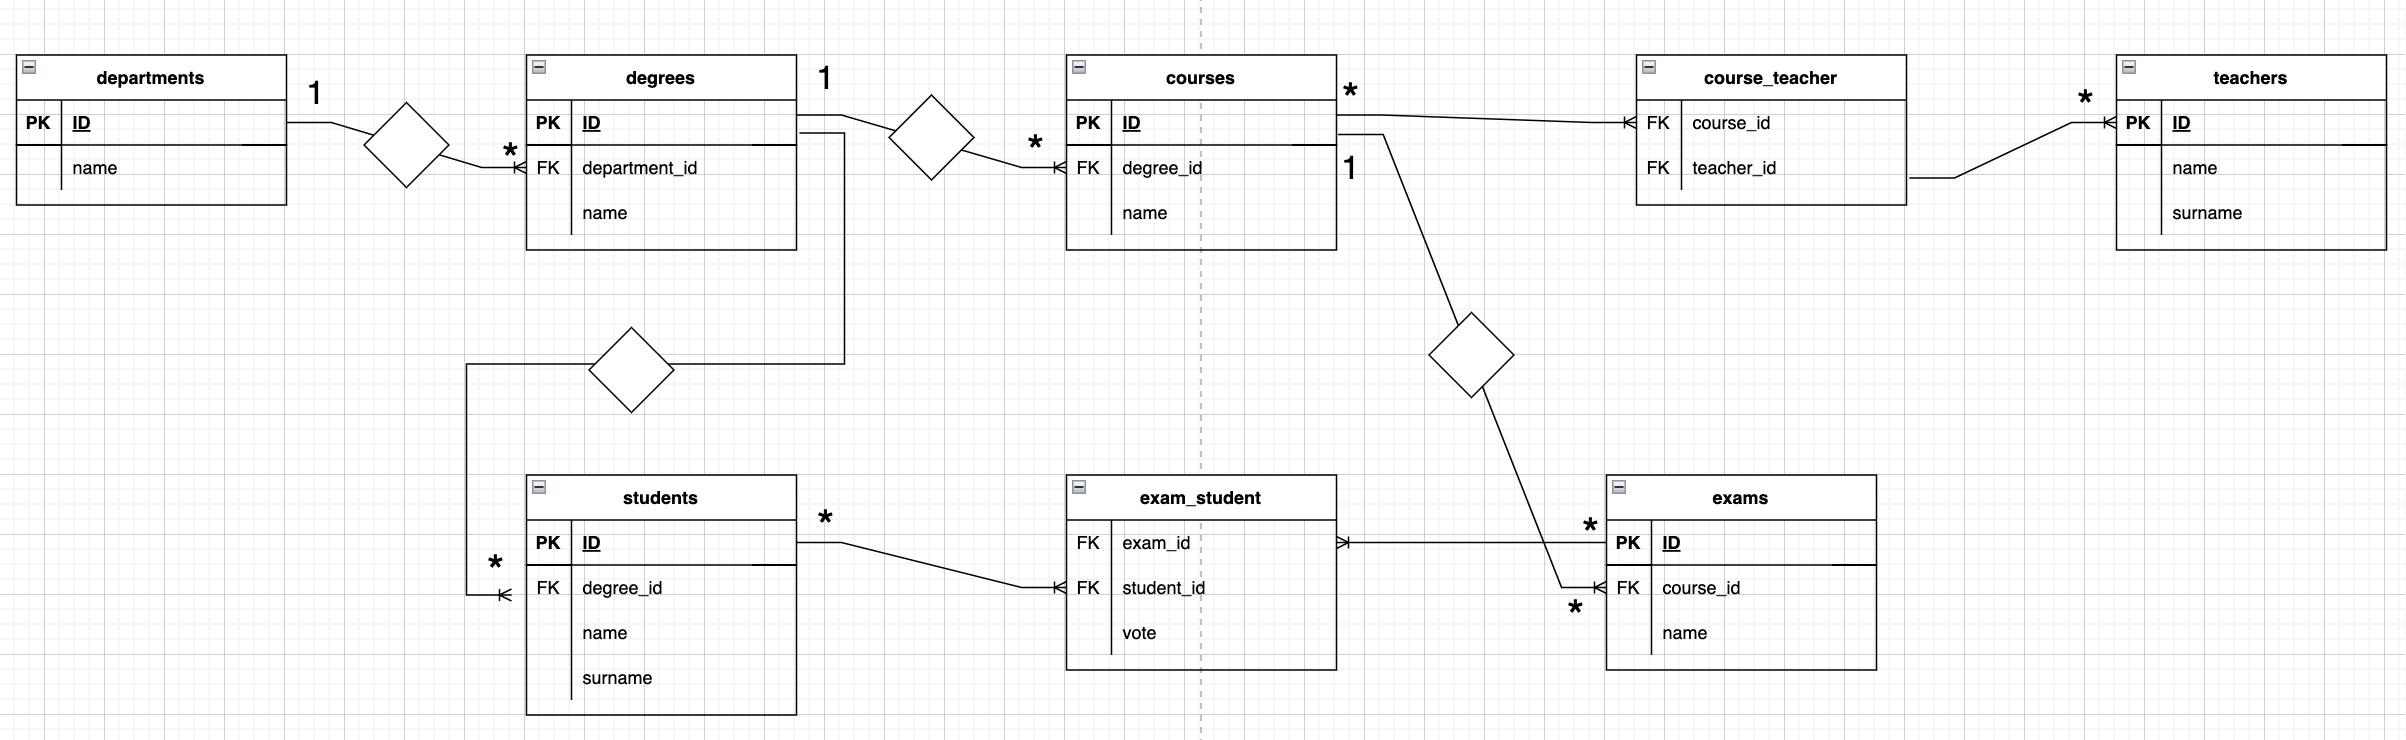 departments
PK ID
name
1
*
degrees
PK ID
FK department_id
name
1
*
courses
PK ID
FK degree_id
name
*
1
course_teacher
FK course_id
FK teacher_id
*
teachers
PK ID
name
surname
*
students
PK ID
FK degree_id
name
surname
*
exam_student
FK exam_id
FK student_id
vote
*
*
exams
PK ID
FK course_id
name